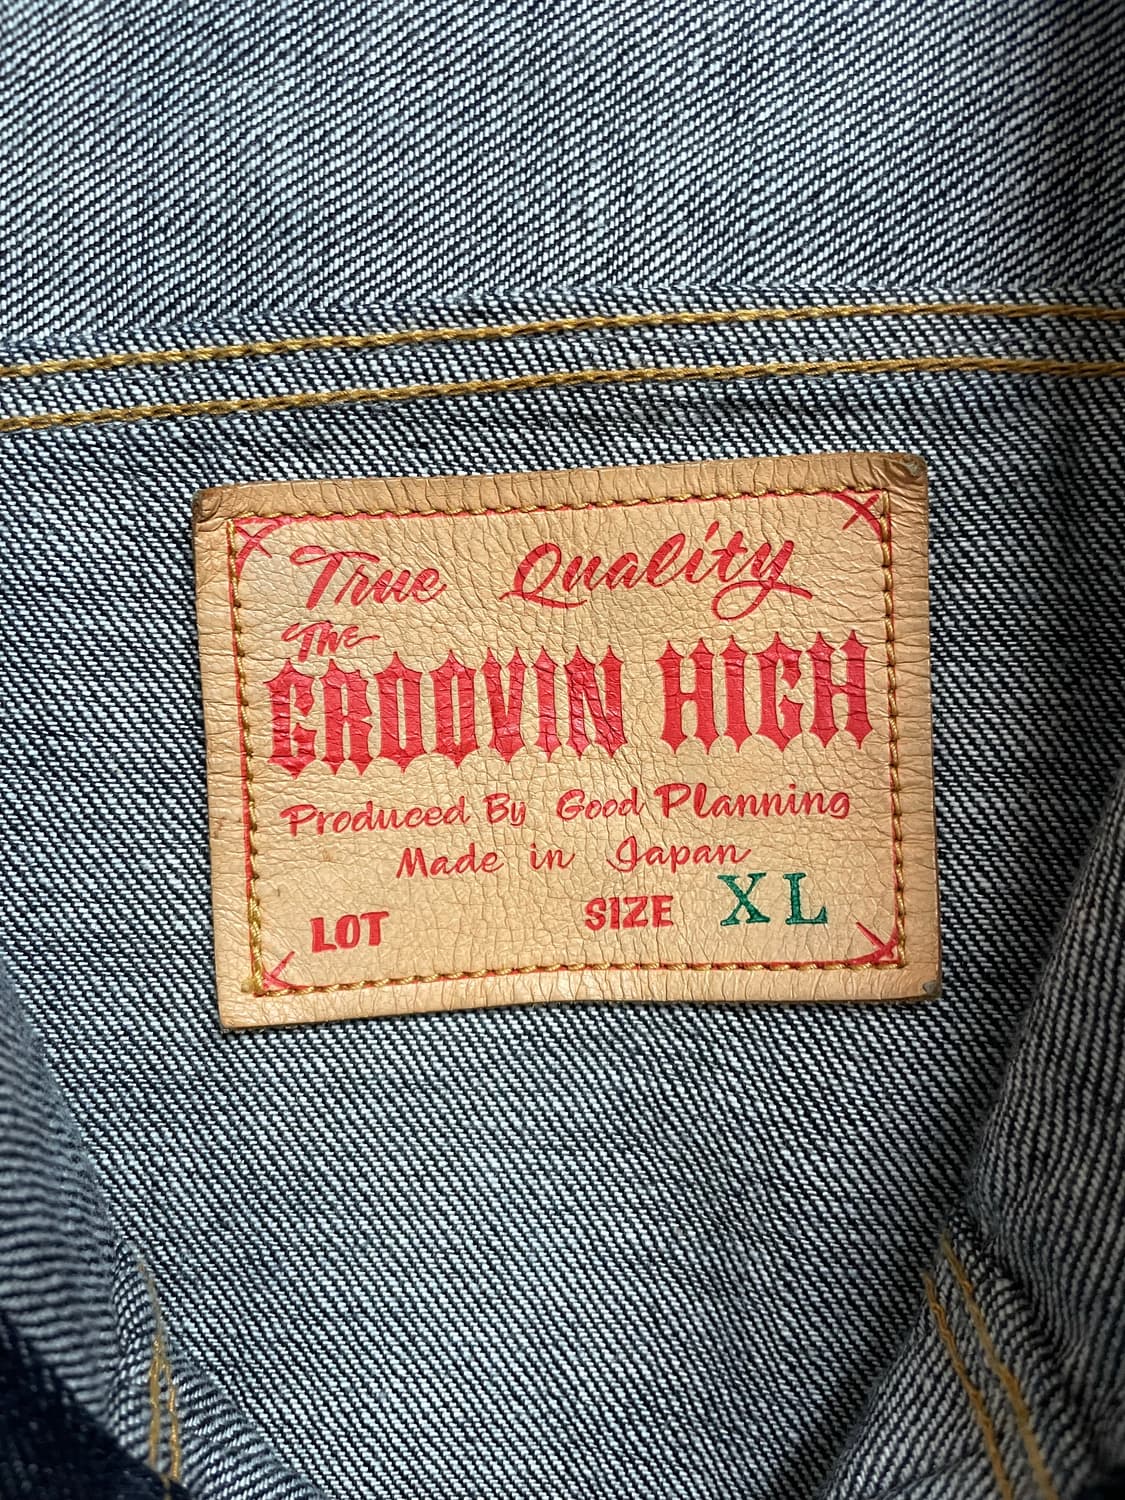 True Quality
The
GROOVIN HIGH
Produced By Good Planning
Made in Japan
LOT SIZE XL